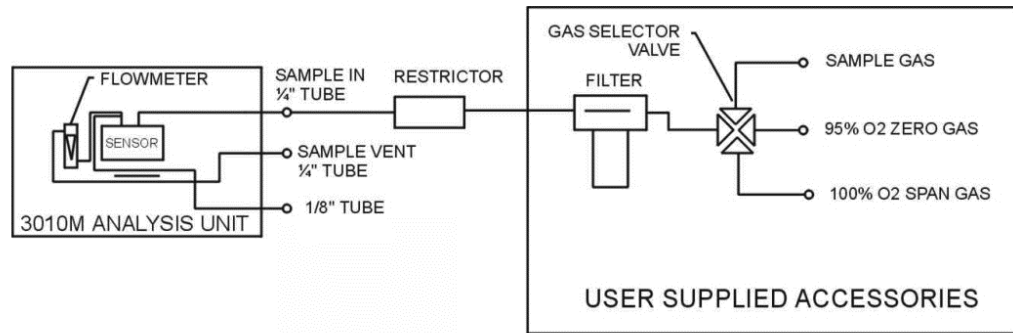 GAS SELECTOR
VALVE
SAMPLE GAS
FLOWMETER
SAMPLE IN
¼" TUBE
RESTRICTOR
FILTER
SENSOR
95% O2 ZERO GAS
SAMPLE VENT
¼" TUBE
100% O2 SPAN GAS
1/8" TUBE
3010M ANALYSIS UNIT
USER SUPPLIED ACCESSORIES